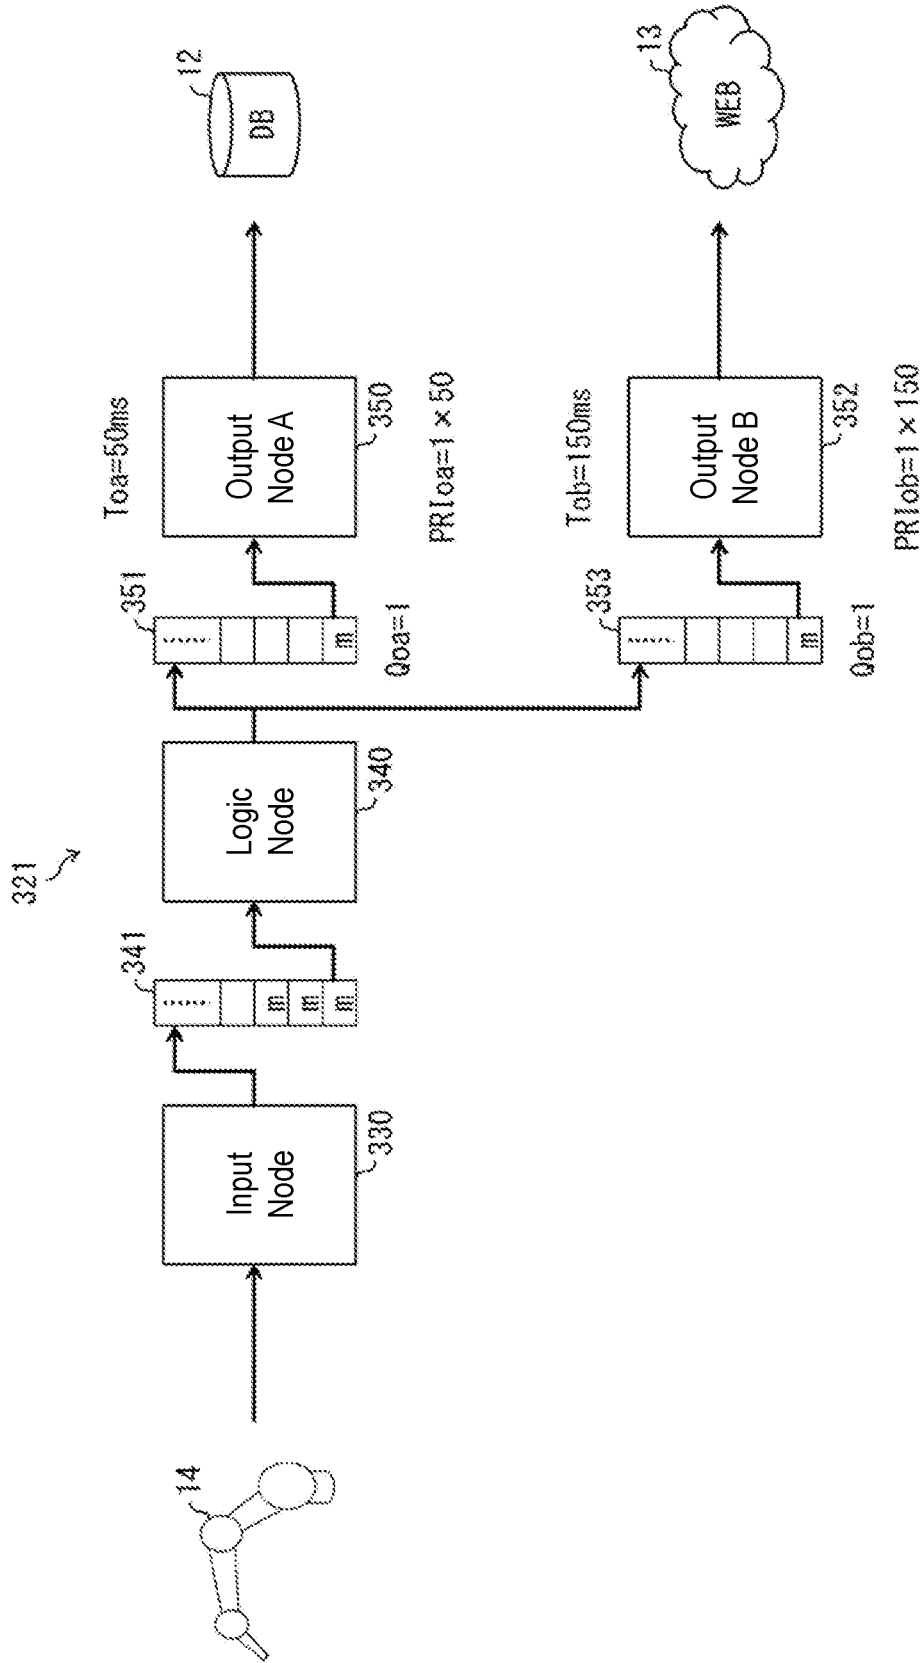 321
14
Input
Node
330
341
m
m
m
Logic
Node
340
351
m
Qoa=1
Toa=50ms
Output
Node A
350
PRIoa=1×50
12
DB
353
m
Qob=1
Tob=150ms
Output
Node B
352
PRIob=1×150
13
WEB